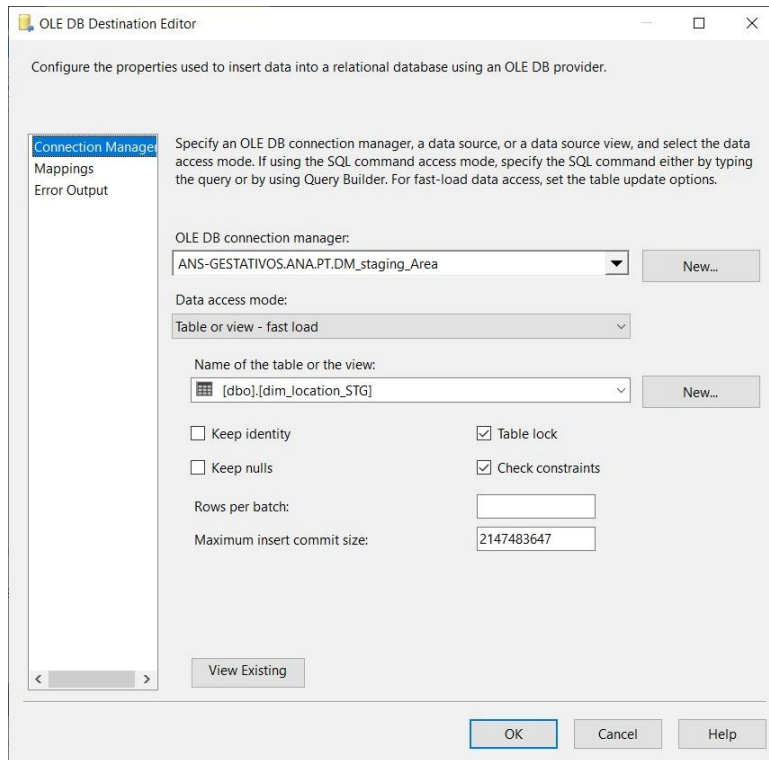 OLE DB Destination Editor
Configure the properties used to insert data into a relational database using an OLE DB provider.
Connection Manager
Mappings
Error Output
Specify an OLE DB connection manager, a data source, or a data source view, and select the data
access mode. If using the SQL command access mode, specify the SQL command either by typing
the query or by using Query Builder. For fast-load data access, set the table update options.
OLE DB connection manager:
ANS-GESTATIVOS.ANA.PT.DM_staging_Area
New...
Data access mode:
Table or view - fast load
Name of the table or the view:
[dbo].[dim_location_STG]
New...
Keep identity
Table lock
Keep nulls
Check constraints
Rows per batch:
Maximum insert commit size:
2147483647
View Existing
OK
Cancel
Help